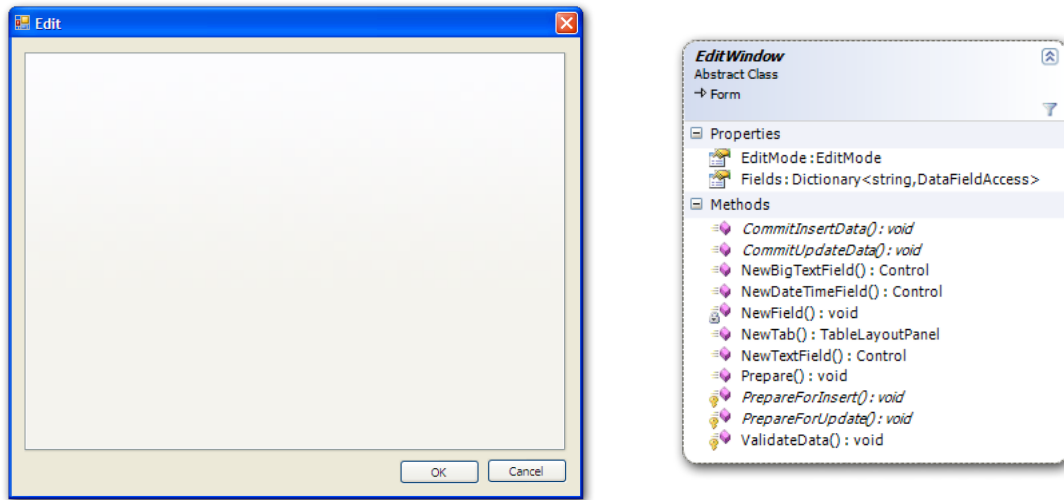 Edit
OK
Cancel
EditWindow
Abstract Class
Form
Properties
EditMode : EditMode
Fields : Dictionary<string,DataFieldAccess>
Methods
CommitInsertData() : void
CommitUpdateData() : void
NewBigTextField() : Control
NewDateTimeField() : Control
NewField() : void
NewTab() : TableLayoutPanel
NewTextField() : Control
Prepare() : void
PrepareForInsert() : void
PrepareForUpdate() : void
ValidateData() : void